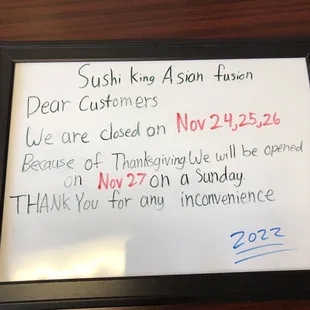 Sushi king Asian fusion
Dear Customers
We are closed on Nov 24,25,26
Because of Thanksgiving We will be opened
on Nov 27 on a Sunday.
THANK You for any inconvenience
2022